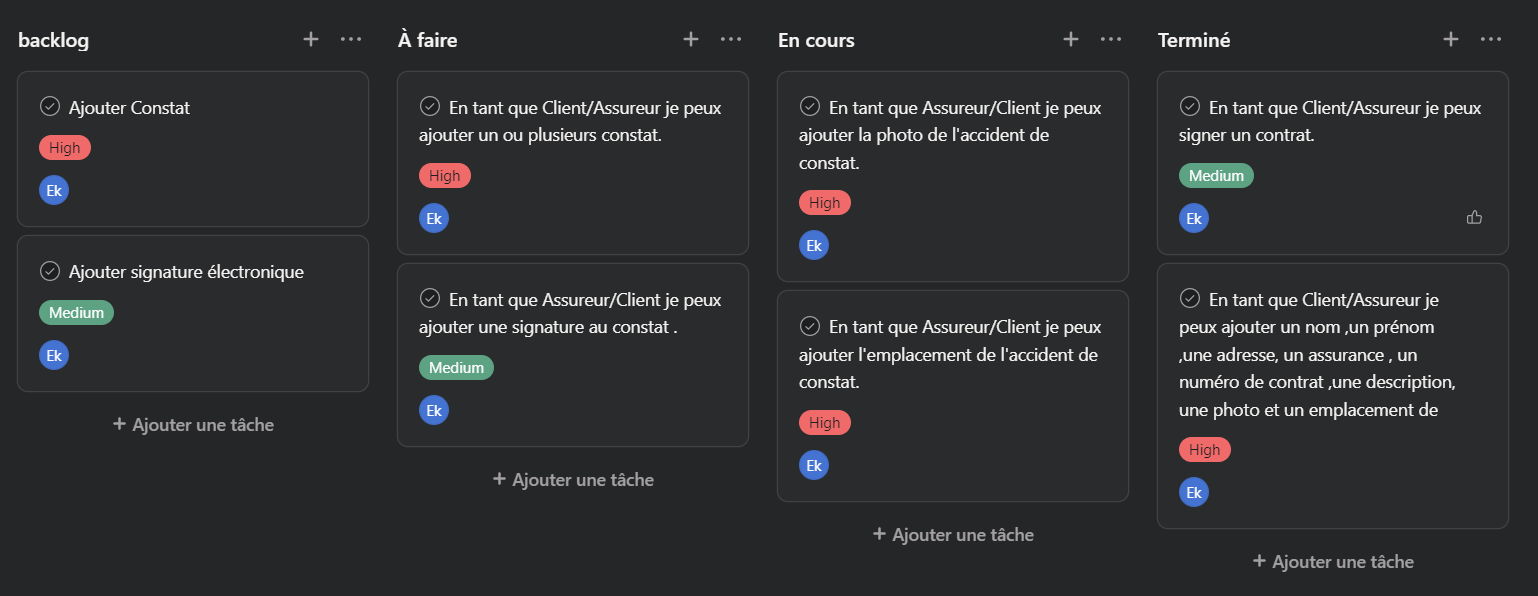 backlog
Ajouter Constat
High
Ek
Ajouter signature électronique
Medium
Ek
+ Ajouter une tâche
À faire
En tant que Client/Assureur je peux
ajouter un ou plusieurs constat.
High
Ek
En tant que Assureur/Client je peux
ajouter une signature au constat .
Medium
Ek
+ Ajouter une tâche
En cours
En tant que Assureur/Client je peux
ajouter la photo de l'accident de
constat.
High
Ek
En tant que Assureur/Client je peux
ajouter l'emplacement de l'accident de
constat.
High
Ek
+ Ajouter une tâche
Terminé
En tant que Client/Assureur je peux
signer un contrat.
Medium
Ek
En tant que Client/Assureur je
peux ajouter un nom ,un prénom
,une adresse, un assurance , un
numéro de contrat ,une description,
une photo et un emplacement de
High
Ek
+ Ajouter une tâche